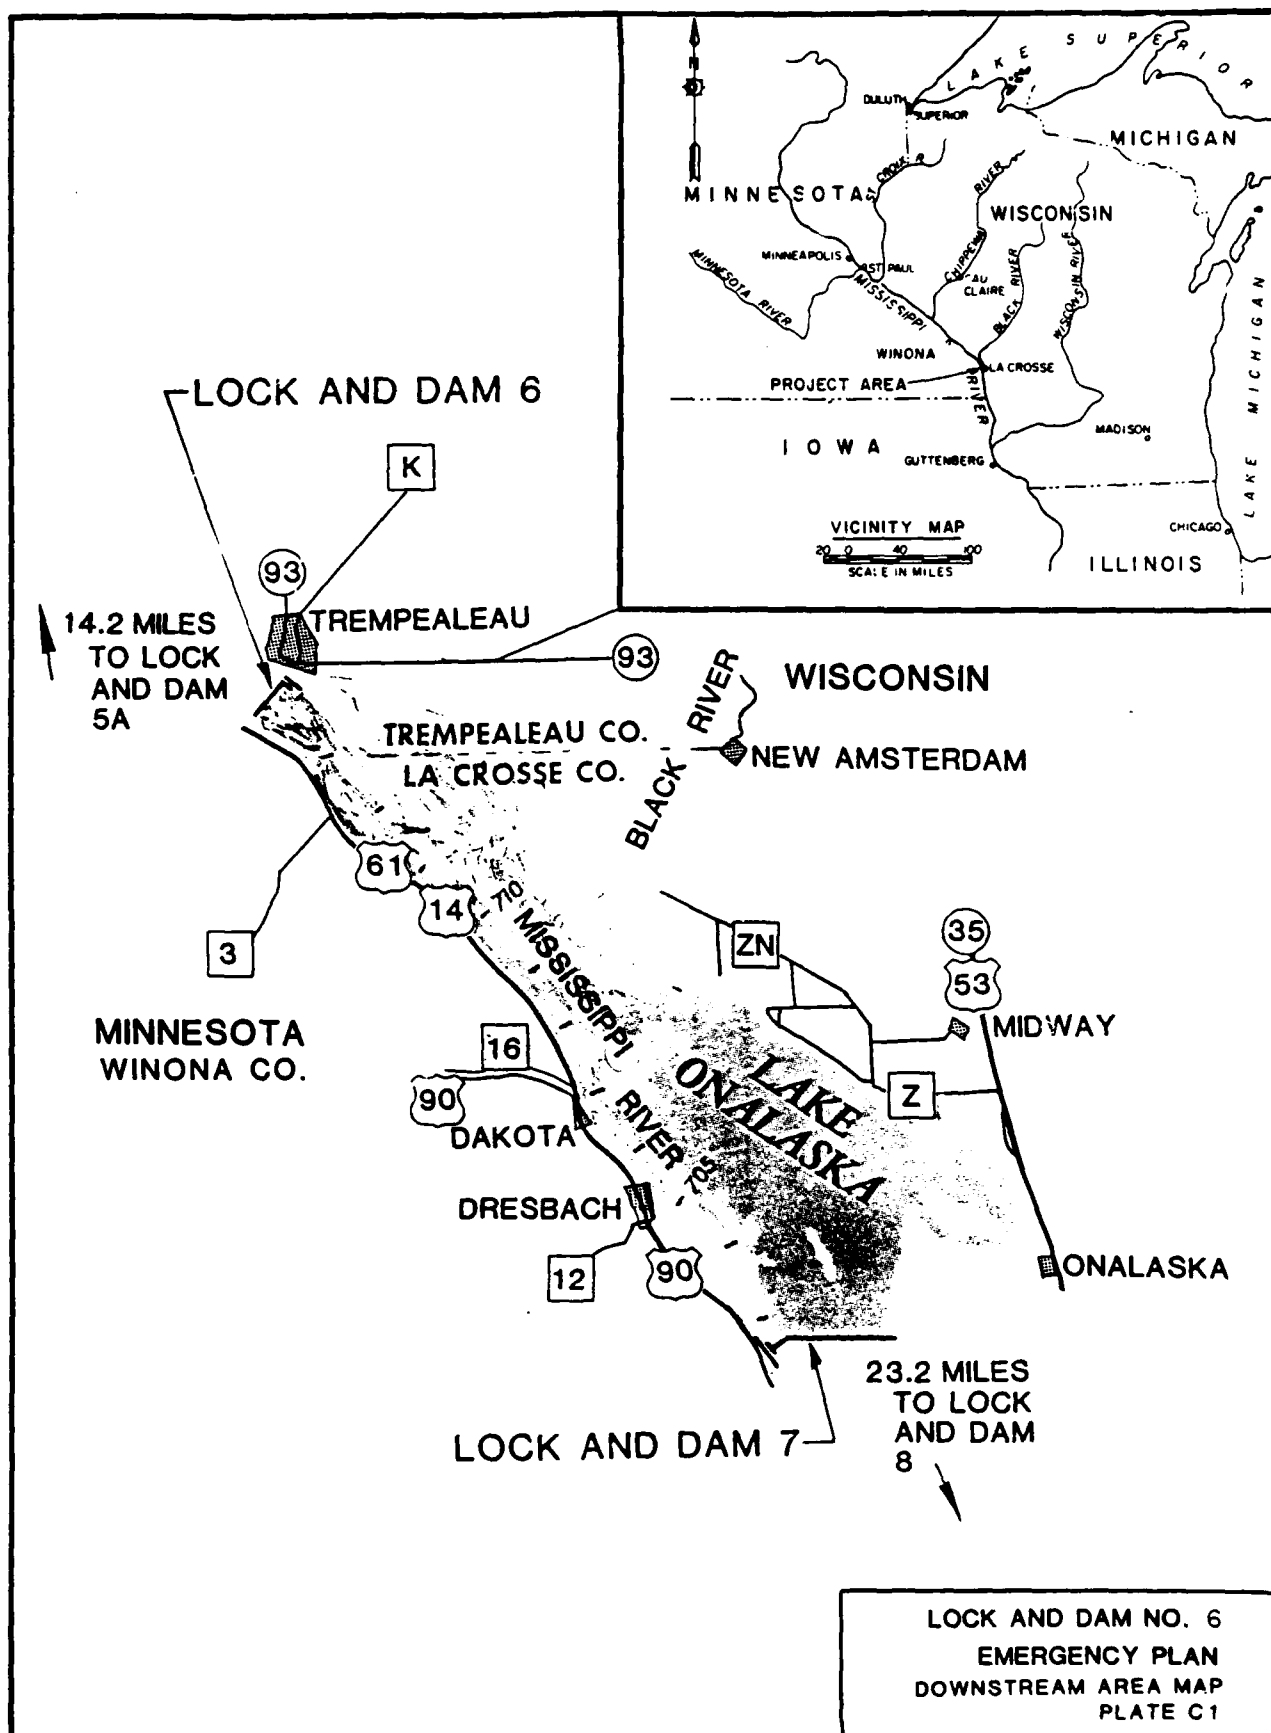 LAKE SUPERIOR
N
DULUTH
SUPERIOR
MICHIGAN
ST CROIX R
MINNESOTA
CHIPPEWA RIVER
WISCONSIN
MINNEAPOLIS
ST. PAUL
MINNESOTA RIVER
MISSISSIPPI RIVER
AU CLAIRE
BLACK RIVER
WISCONSIN RIVER
LAKE MICHIGAN
WINONA
LA CROSSE
PROJECT AREA
IOWA
MADISON
GUTTENBERG
CHICAGO
VICINITY MAP
20 0 40 100
SCALE IN MILES
ILLINOIS
LOCK AND DAM 6
K
93
TREMPEALEAU
14.2 MILES
TO LOCK
AND DAM
5A
93
WISCONSIN
BLACK RIVER
TREMPEALEAU CO.
LA CROSSE CO.
NEW AMSTERDAM
61
14
710
3
ZN
35
53
MISSISSIPPI RIVER
MINNESOTA
WINONA CO.
MIDWAY
16
90
LAKE
ONALASKA
Z
DAKOTA
705
DRESBACH
12
90
ONALASKA
23.2 MILES
TO LOCK
AND DAM
8
LOCK AND DAM 7
LOCK AND DAM NO. 6
EMERGENCY PLAN
DOWNSTREAM AREA MAP
PLATE C1